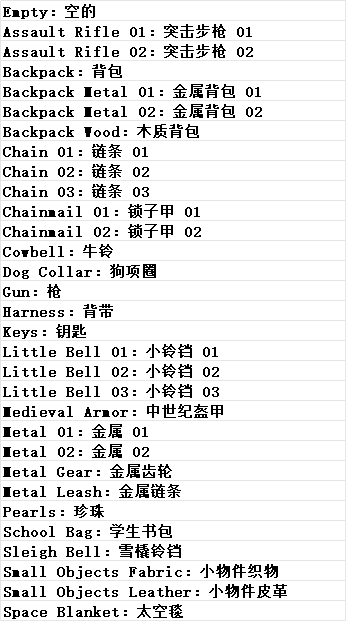 Empty：空的
Assault Rifle 01：突击步枪 01
Assault Rifle 02：突击步枪 02
Backpack：背包
Backpack Metal 01：金属背包 01
Backpack Metal 02：金属背包 02
Backpack Wood：木质背包
Chain 01：链条 01
Chain 02：链条 02
Chain 03：链条 03
Chainmail 01：锁子甲 01
Chainmail 02：锁子甲 02
Cowbell：牛铃
Dog Collar：狗项圈
Gun：枪
Harness：背带
Keys：钥匙
Little Bell 01：小铃铛 01
Little Bell 02：小铃铛 02
Little Bell 03：小铃铛 03
Medieval Armor：中世纪盔甲
Metal 01：金属 01
Metal 02：金属 02
Metal Gear：金属齿轮
Metal Leash：金属链条
Pearls：珍珠
School Bag：学生书包
Sleigh Bell：雪橇铃铛
Small Objects Fabric：小物件织物
Small Objects Leather：小物件皮革
Space Blanket：太空毯